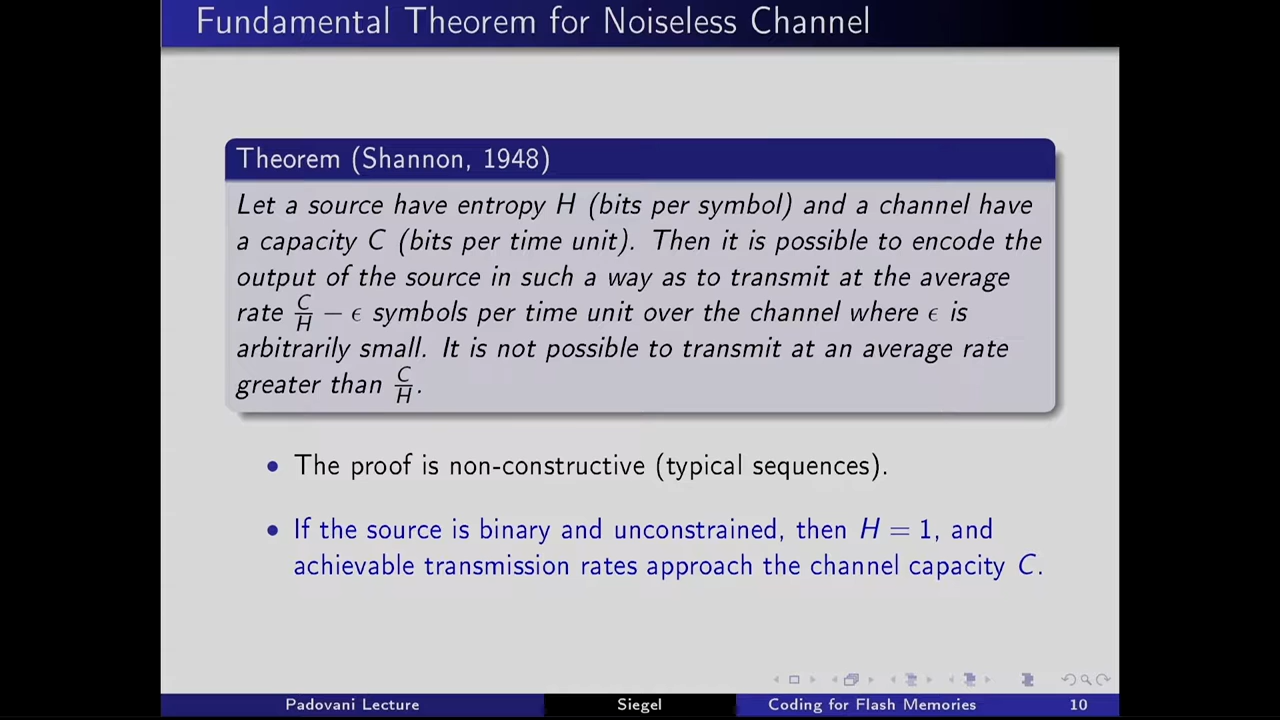 Fundamental Theorem for Noiseless Channel
Theorem (Shannon, 1948)
Let a source have entropy H (bits per symbol) and a channel have
a capacity C (bits per time unit). Then it is possible to encode the
output of the source in such a way as to transmit at the average
rate C/H − ϵ symbols per time unit over the channel where ϵ is
arbitrarily small. It is not possible to transmit at an average rate
greater than C/H.
• The proof is non-constructive (typical sequences).
• If the source is binary and unconstrained, then H = 1, and
achievable transmission rates approach the channel capacity C.
Padovani Lecture Siegel Coding for Flash Memories 10